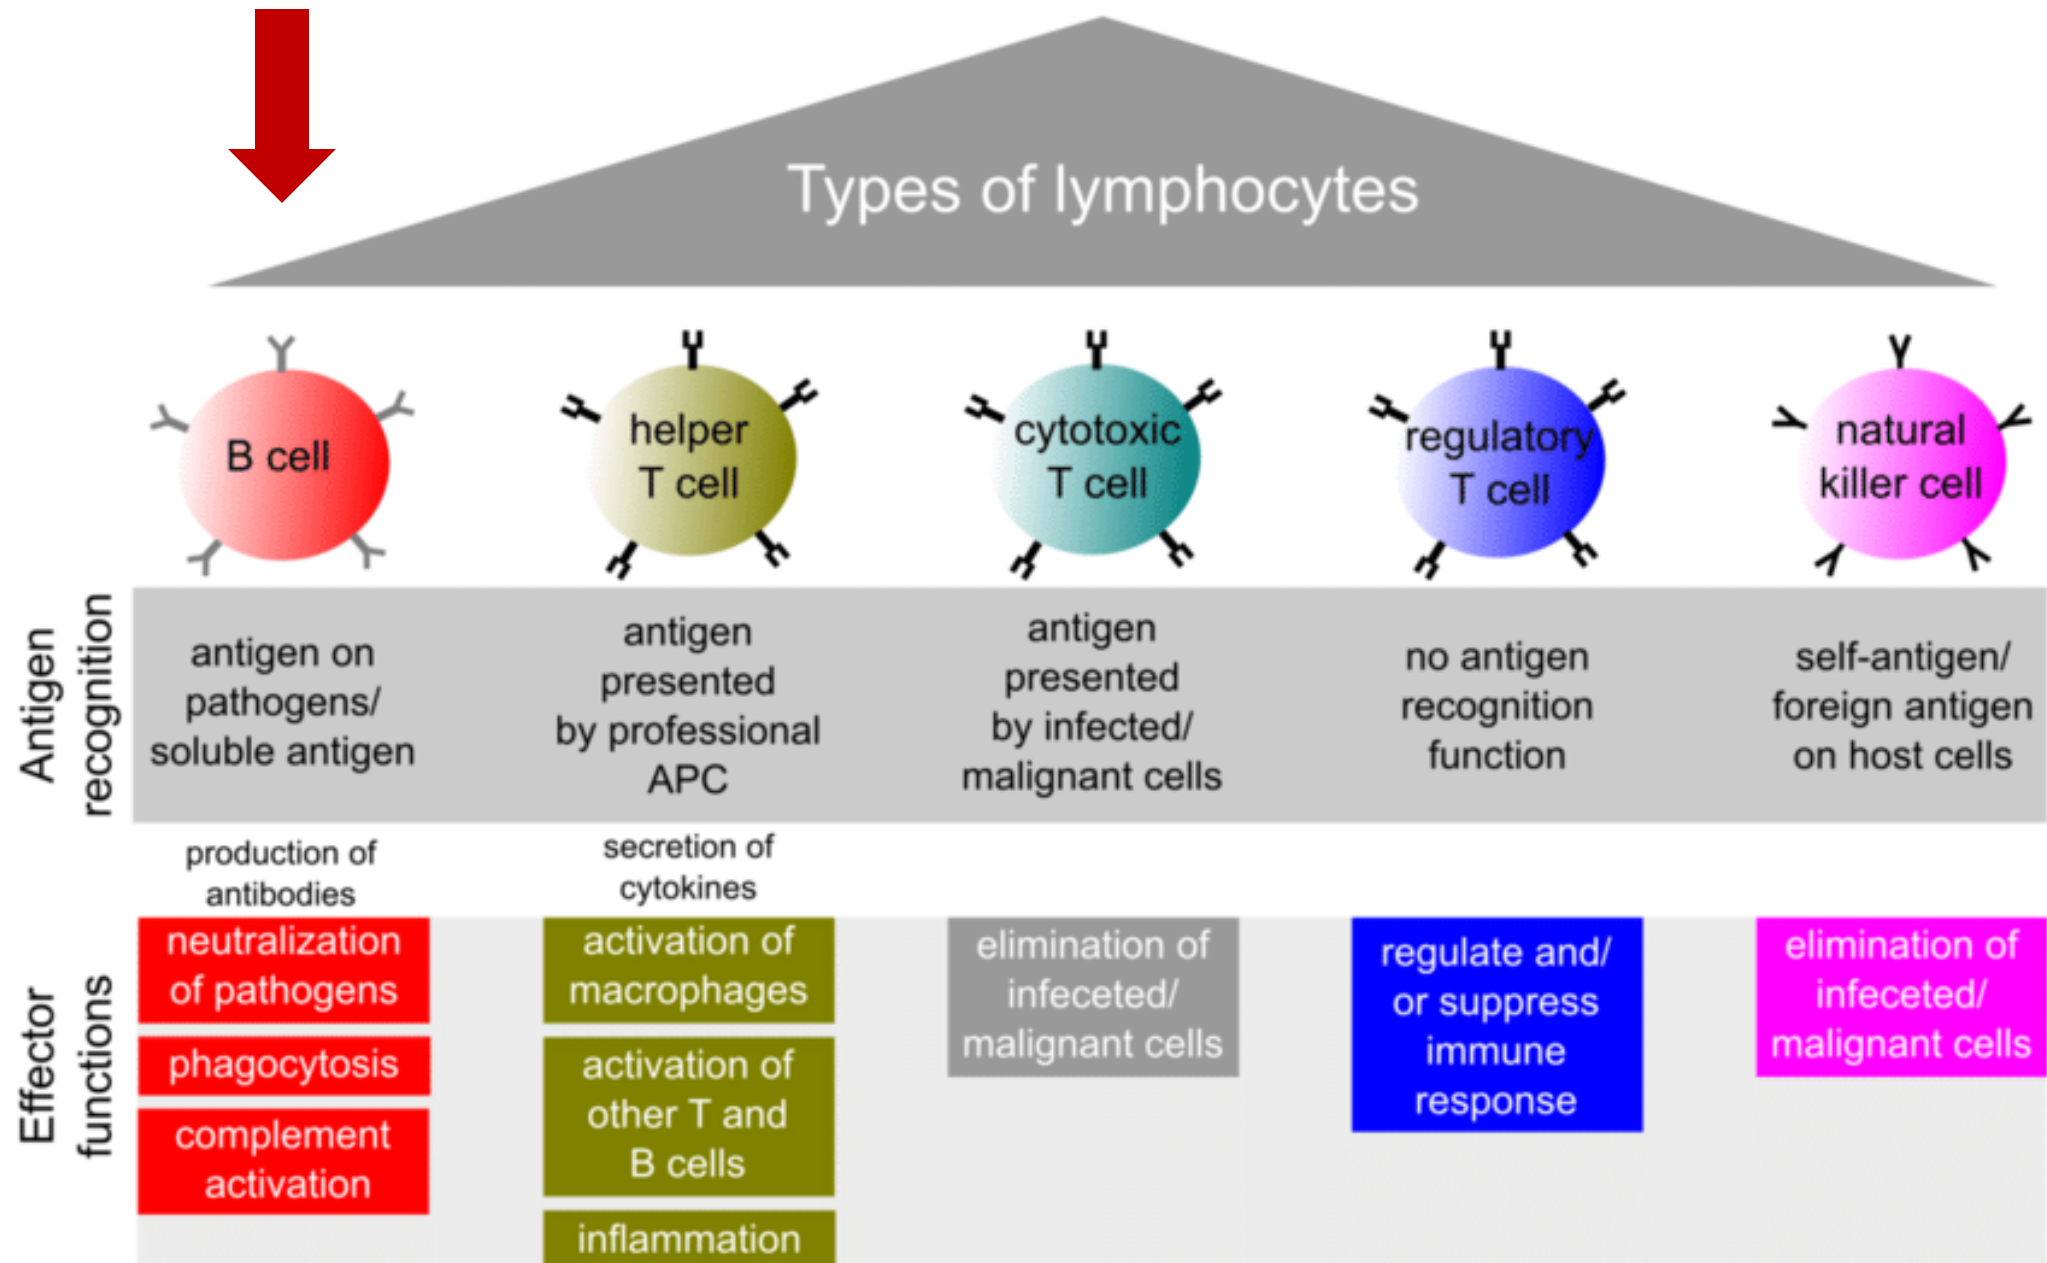 Types of lymphocytes
B cell
helper
T cell
cytotoxic
T cell
regulatory
T cell
natural
killer cell
Antigen
recognition
antigen on
pathogens/
soluble antigen
antigen
presented
by professional
APC
antigen
presented
by infected/
malignant cells
no antigen
recognition
function
self-antigen/
foreign antigen
on host cells
Effector
functions
production of
antibodies
neutralization
of pathogens
phagocytosis
complement
activation
secretion of
cytokines
activation of
macrophages
activation of
other T and
B cells
inflammation
elimination of
infeceted/
malignant cells
regulate and/
or suppress
immune
response
elimination of
infeceted/
malignant cells